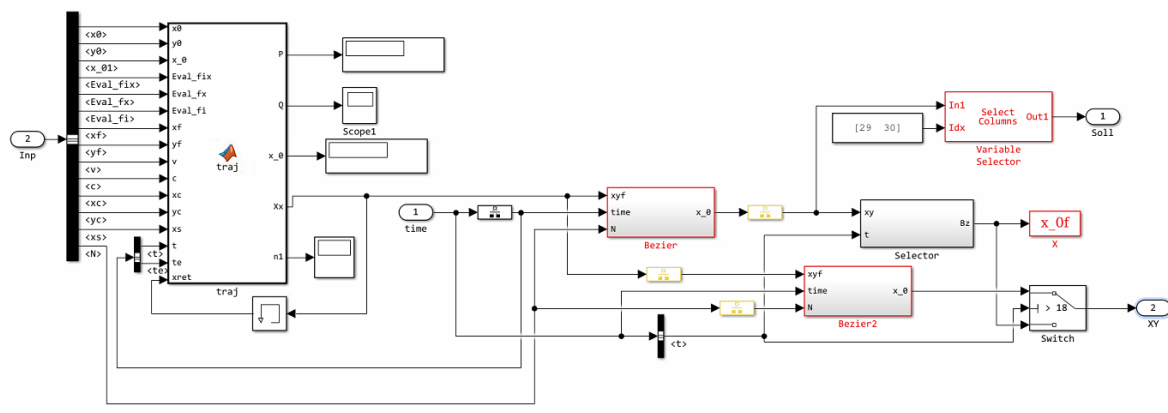 <x0>
<y0>
<x_01>
<Eval_fix>
<Eval_fx>
<Eval_fi>
<xf>
<yf>
<v>
<c>
<xc>
<yc>
<xs>
<N>
2
Inp
<t>
<te>
x0
y0
x_0
Eval_fix
Eval_fx
Eval_fi
xf
yf
v
c
xc
yc
xs
t
te
xret
traj
P
Q
x_0
Xx
n1
traj
Scope1
1
time
xyf
time
N
x_0
Bezier
[29 30]
In1
Idx
Select
Columns
Out1
Variable
Selector
1
Soll
xy
t
Bz
Selector
x_0f
X
xyf
time
N
x_0
Bezier2
<t>
> 18
Switch
2
XY